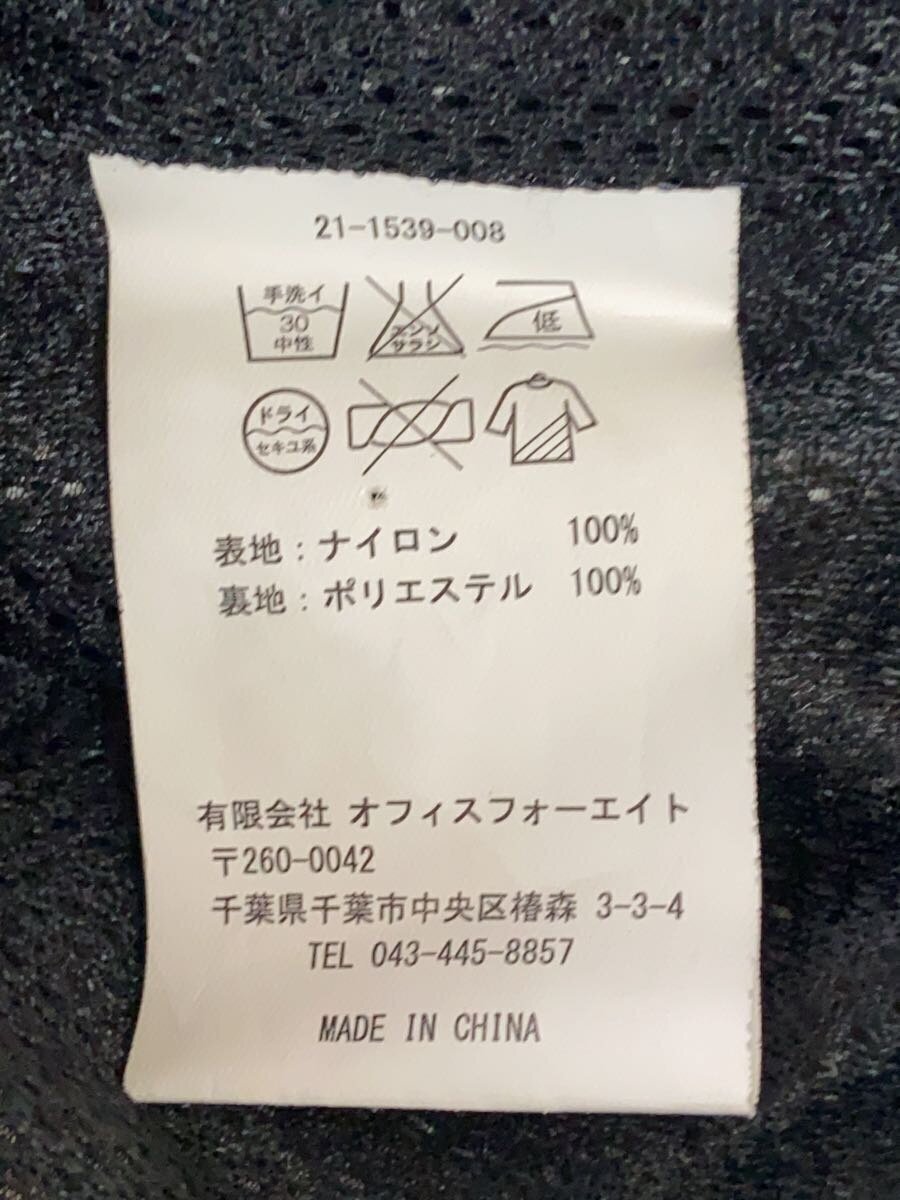 21-1539-008
手洗イ
30
中性
エンソ
サラシ
低
ドライ
セキユ系
表地：ナイロン 100%
裏地：ポリエステル 100%
有限会社 オフィスフォーエイト
〒260-0042
千葉県千葉市中央区椿森 3-3-4
TEL 043-445-8857
MADE IN CHINA